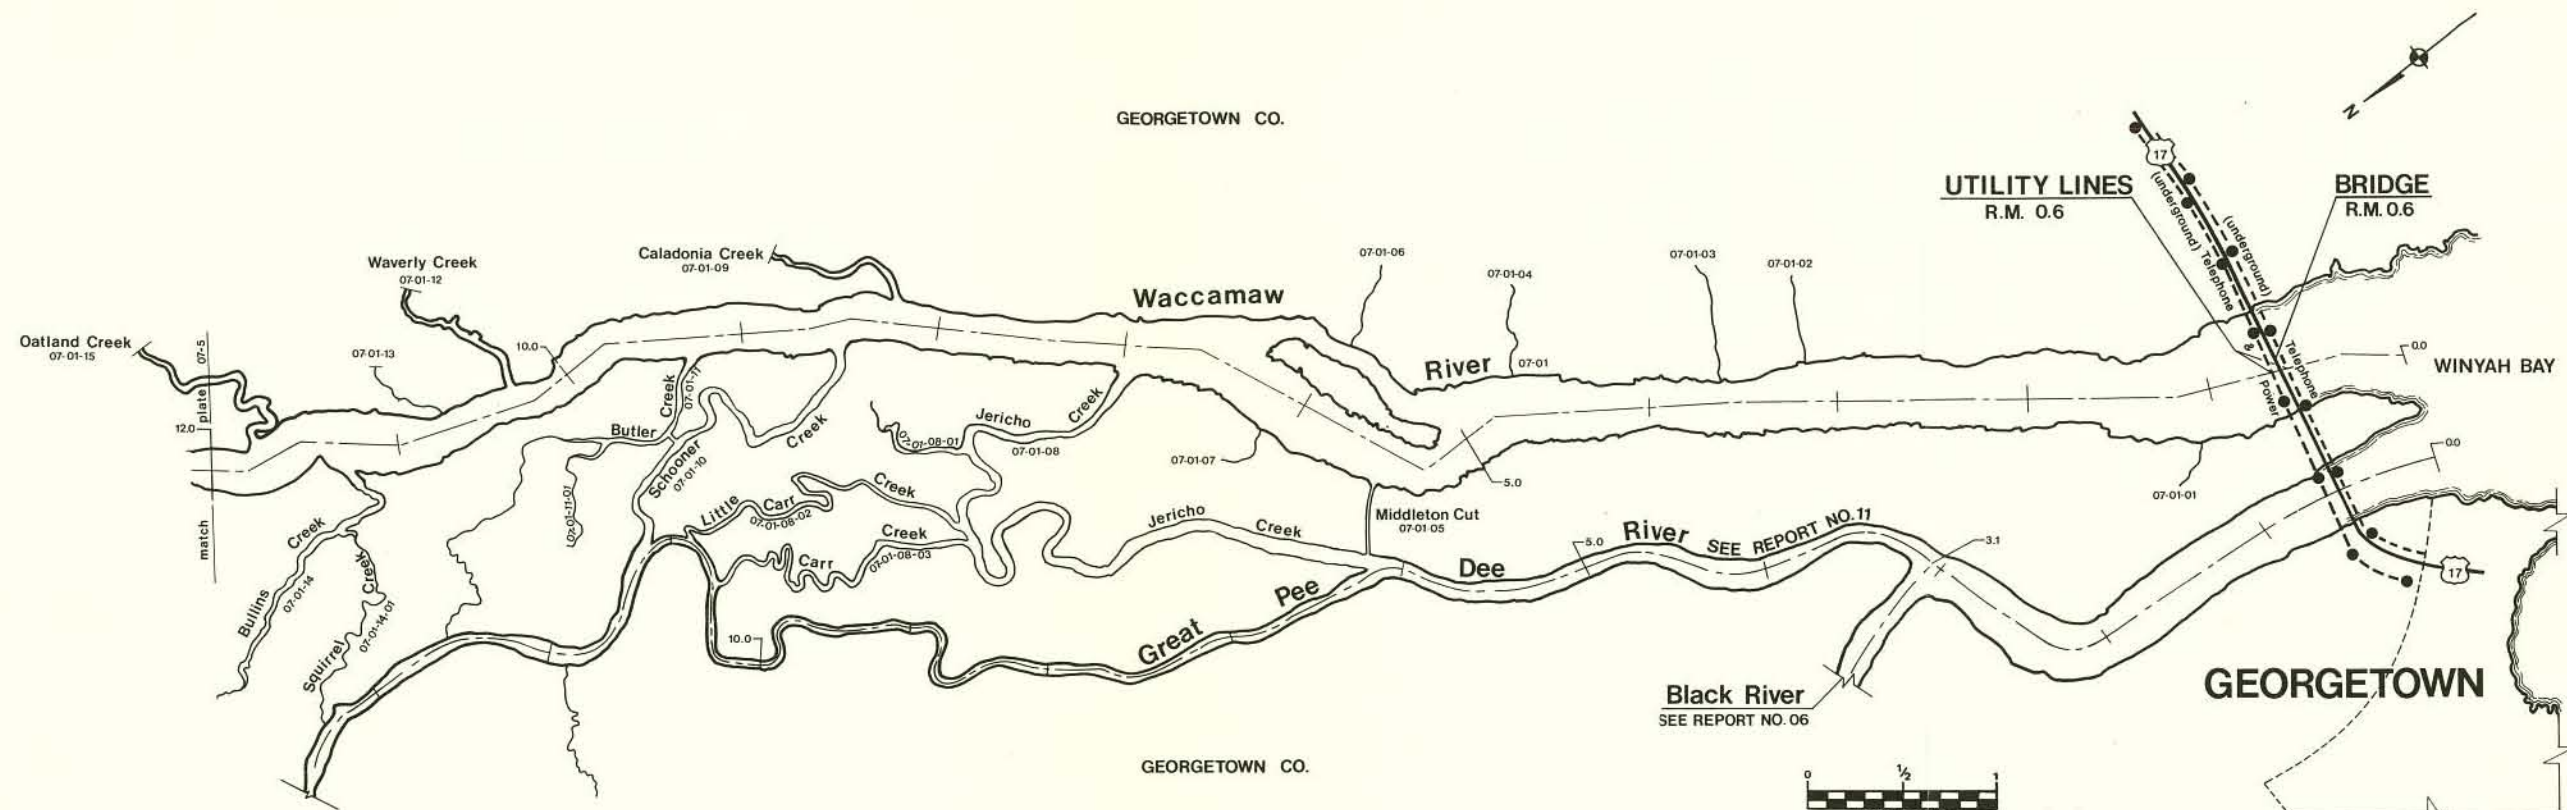 GEORGETOWN CO.
N
17
UTILITY LINES
R.M. 0.6
BRIDGE
R.M. 0.6
(underground) Telephone
(underground)
&
Power
Telephone
0.0
WINYAH BAY
0.0
17
Waverly Creek
07-01-12
Caladonia Creek
07-01-09
Oatland Creek
07-01-15
plate 07-5
match
12.0
07-01-13
10.0
Waccamaw
River
07-01
07-01-06
07-01-04
07-01-03
07-01-02
07-01-01
5.0
07-01-07
Creek
07-01-11
Butler
07-01-11-01
Schooner
07-01-10
Creek
07-01-08-01
Jericho
Creek
07-01-08
Little Carr
Creek
07-01-08-02
Carr
Creek
07-01-08-03
Jericho
Creek
Middleton Cut
07-01-05
Bullins
Creek
07-01-14
Squirrel
Creek
07-01-14-01
10.0
Great Pee Dee River
SEE REPORT NO. 11
5.0
3.1
Black River
SEE REPORT NO. 06
GEORGETOWN
GEORGETOWN CO.
0 ½ 1